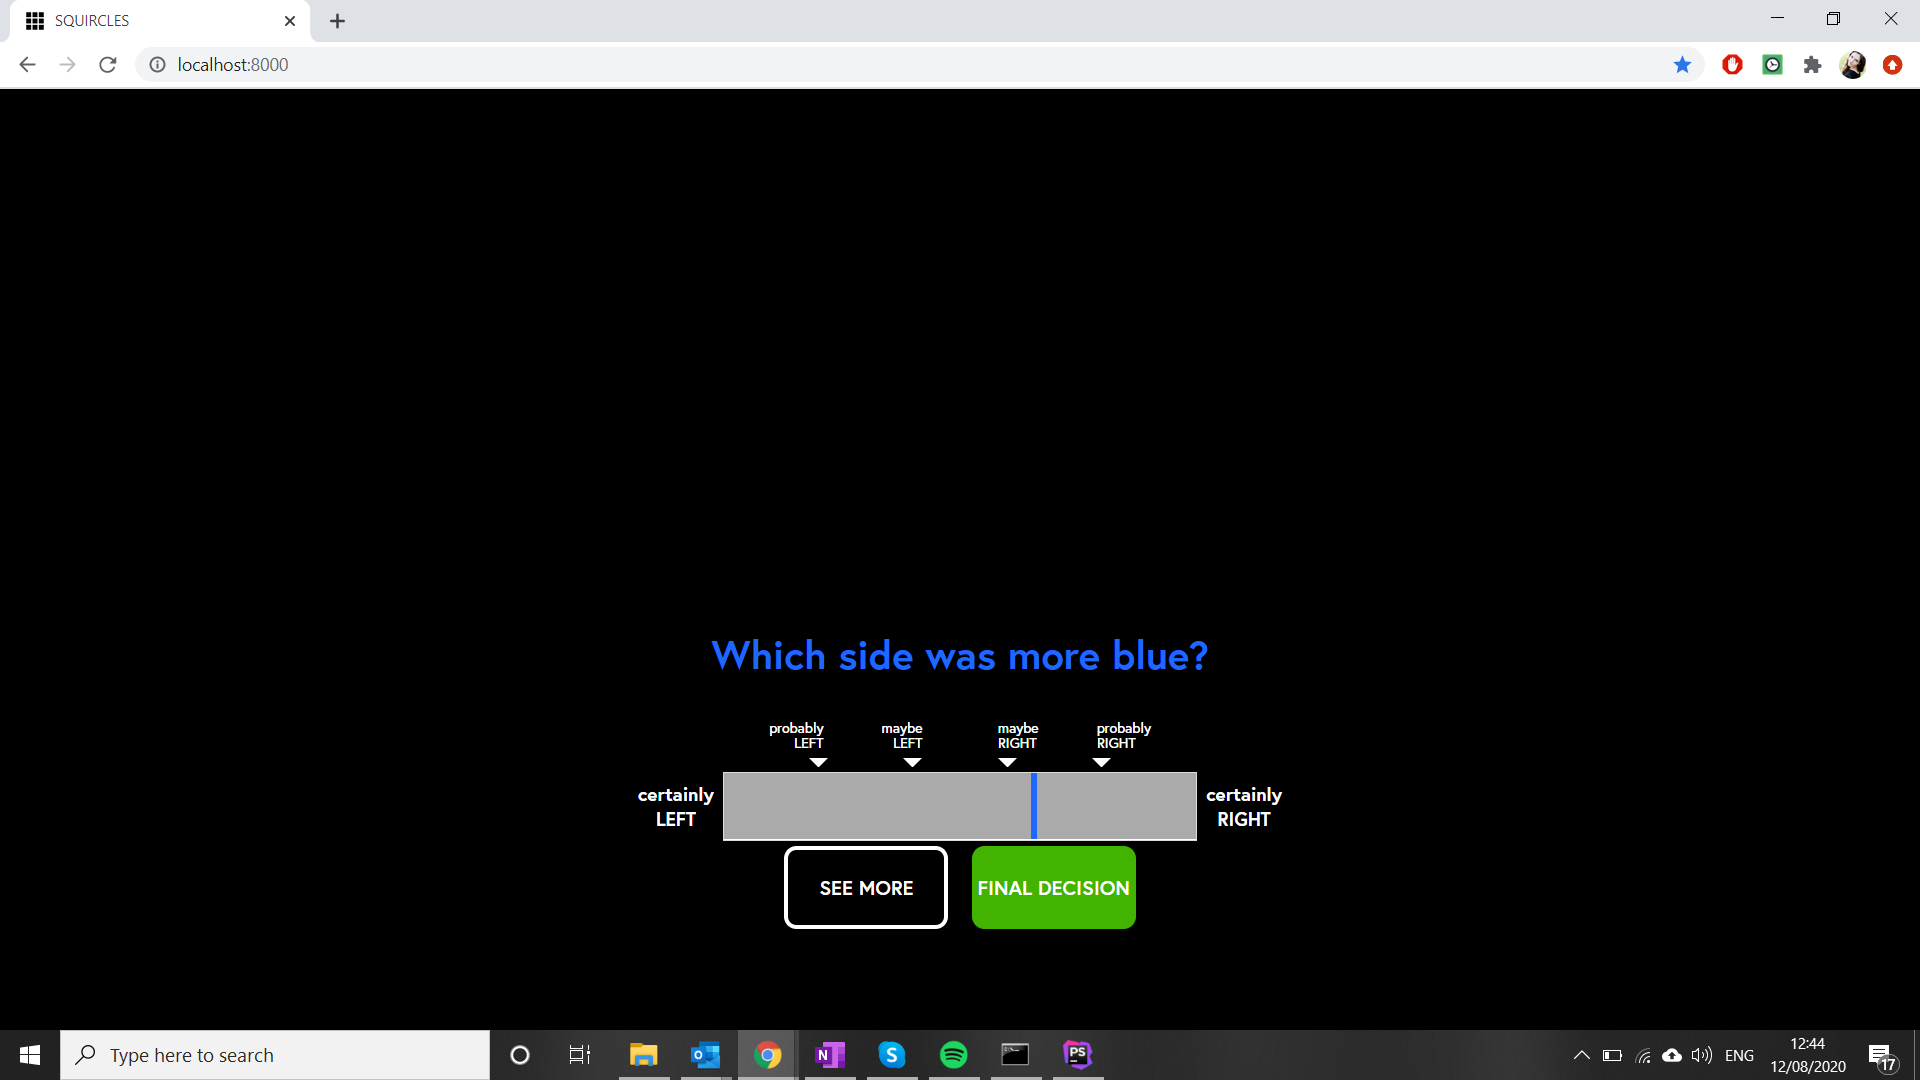 SQUIRCLES
localhost:8000
Which side was more blue?
probably
LEFT
maybe
LEFT
maybe
RIGHT
probably
RIGHT
certainly
LEFT
certainly
RIGHT
SEE MORE
FINAL DECISION
Type here to search
N
S
PS
ENG
12:44
12/08/2020
17